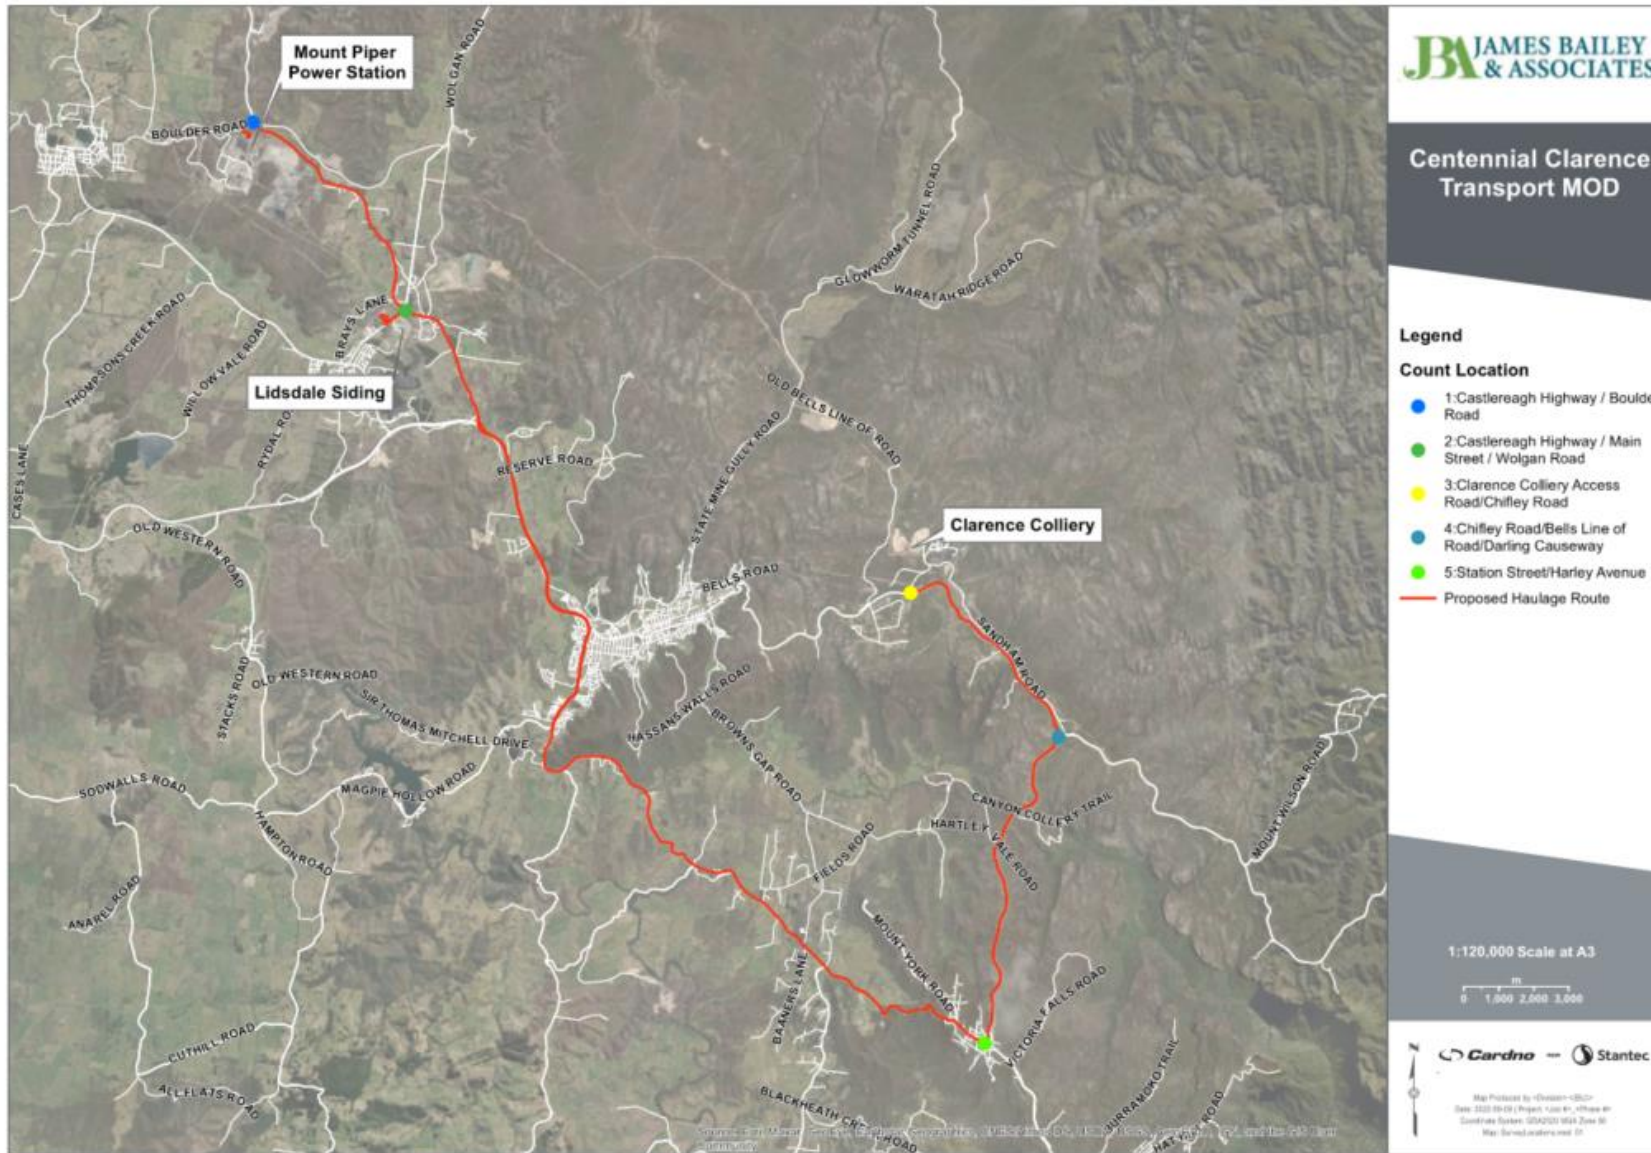 Mount Piper
Power Station
WOLGAN ROAD
BOULDER ROAD
BRAYS LANE
THOMPSONS CREEK ROAD
WILLOW VALE ROAD
Lidsdale Siding
RYDAL RO
CASES LANE
OLD WESTERN ROAD
RESERVE ROAD
GLOWWORM TUNNEL ROAD
WARATAH RIDGE ROAD
OLD BELLS LINE OF ROAD
STATE MINE GULLY ROAD
Clarence Colliery
BELLS ROAD
SANDHAM ROAD
STACKS ROAD
OLD WESTERN ROAD
SIR THOMAS MITCHELL DRIVE
HASSANS WALLS ROAD
BROWNS GAP ROAD
SODWALLS ROAD
MAGPIE HOLLOW ROAD
HAMPTON ROAD
CANYON COLLERY TRAIL
HARTLEY VALE ROAD
MOUNT WILSON ROAD
FIELDS ROAD
ANAREL ROAD
MOUNT YORK ROAD
BAANERS LANE
VICTORIA FALLS ROAD
CUTHILL ROAD
ALL FLATS ROAD
BLACKHEATH
ROAD
BURRAMOKO TRAIL
ROAD
JBA JAMES BAILEY
& ASSOCIATES
Centennial Clarence
Transport MOD
Legend
Count Location
1:Castlereagh Highway / Boulde
Road
2:Castlereagh Highway / Main
Street / Wolgan Road
3:Clarence Colliery Access
Road/Chifley Road
4:Chifley Road/Bells Line of
Road/Darling Causeway
5:Station Street/Harley Avenue
Proposed Haulage Route
1:120,000 Scale at A3
m
0 1,000 2,000 3,000
N
Cardno now Stantec